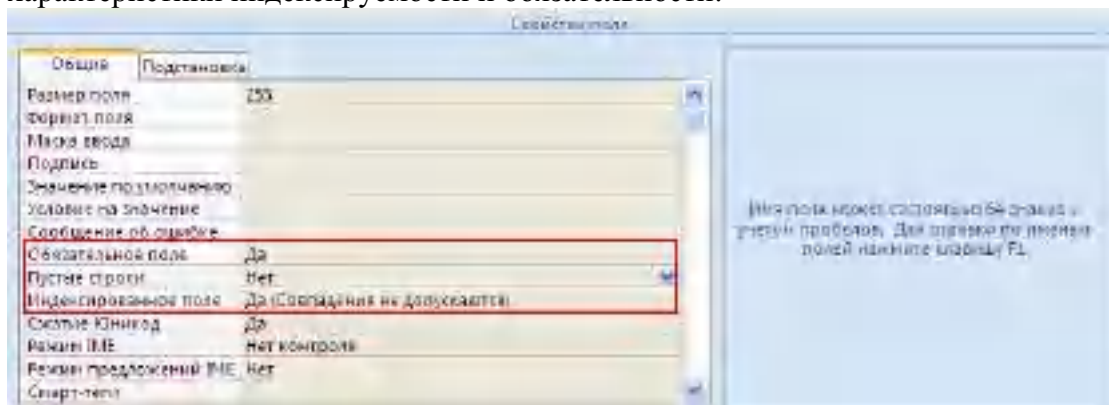 характеристики индексируемости и обязательности:
Свойства поля
Общие Подстановка
Размер поля 255
Формат поля
Маска ввода
Подпись
Значение по умолчанию
Условие на значение
Сообщение об ошибке
Обязательное поле Да
Пустые строки Нет
Индексированное поле Да (Совпадения не допускаются)
Сжатие Юникод Да
Режим IME Нет контроля
Режим предложений IME Нет
Смарт-теги
Имя поля может состоять из 64 знаков с
учетом пробелов. Для справки по именам
полей нажмите клавишу F1.